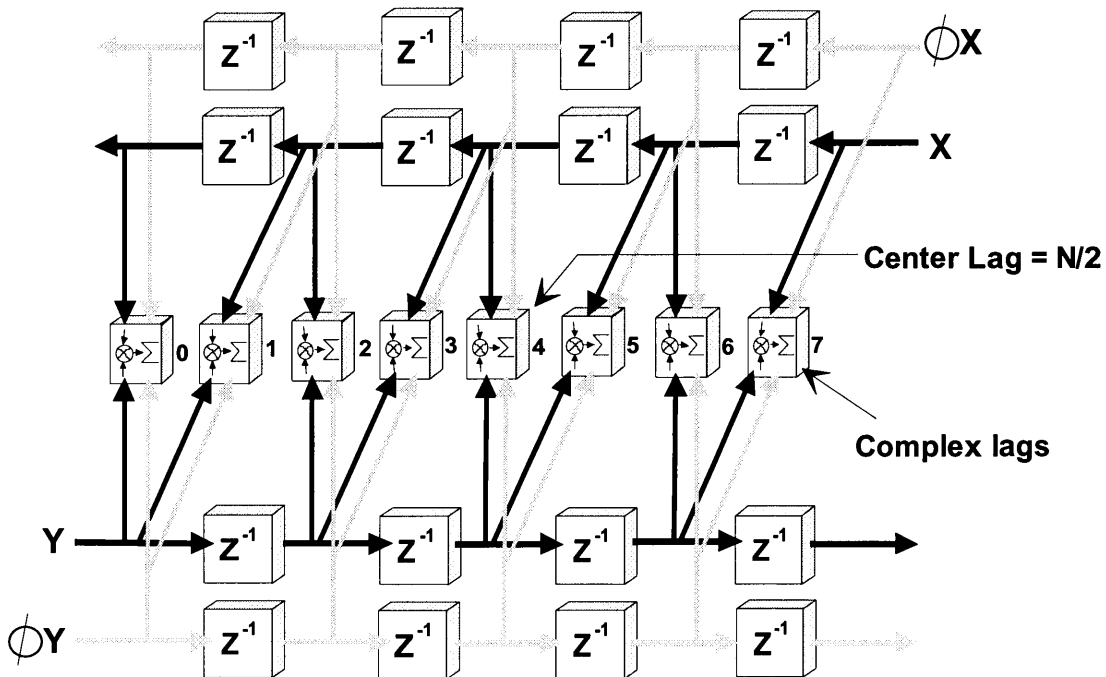 Z⁻¹ Z⁻¹ Z⁻¹ Z⁻¹ ϕX
Z⁻¹ Z⁻¹ Z⁻¹ Z⁻¹ X
Center Lag = N/2
Σ 0 Σ 1 Σ 2 Σ 3 Σ 4 Σ 5 Σ 6 Σ 7
Complex lags
Y Z⁻¹ Z⁻¹ Z⁻¹ Z⁻¹
ϕY Z⁻¹ Z⁻¹ Z⁻¹ Z⁻¹